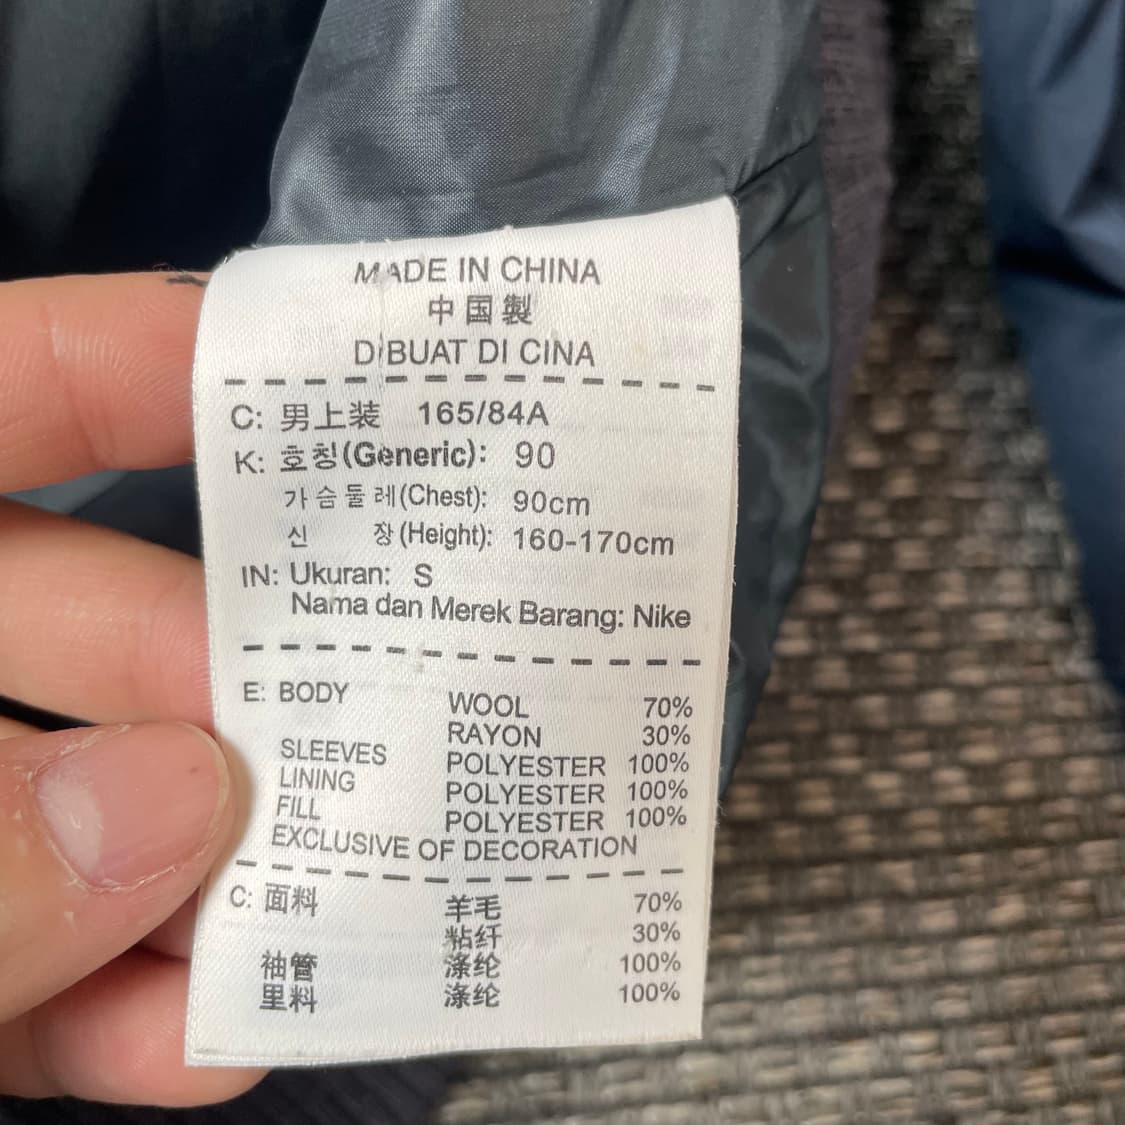 MADE IN CHINA
中国製
DIBUAT DI CINA
C: 男上装 165/84A
K: 호칭(Generic): 90
가슴둘레(Chest): 90cm
신 장(Height): 160-170cm
IN: Ukuran: S
Nama dan Merek Barang: Nike
E: BODY WOOL 70%
RAYON 30%
SLEEVES POLYESTER 100%
LINING POLYESTER 100%
FILL POLYESTER 100%
EXCLUSIVE OF DECORATION
C: 面料 羊毛 70%
粘纤 30%
袖管 涤纶 100%
里料 涤纶 100%